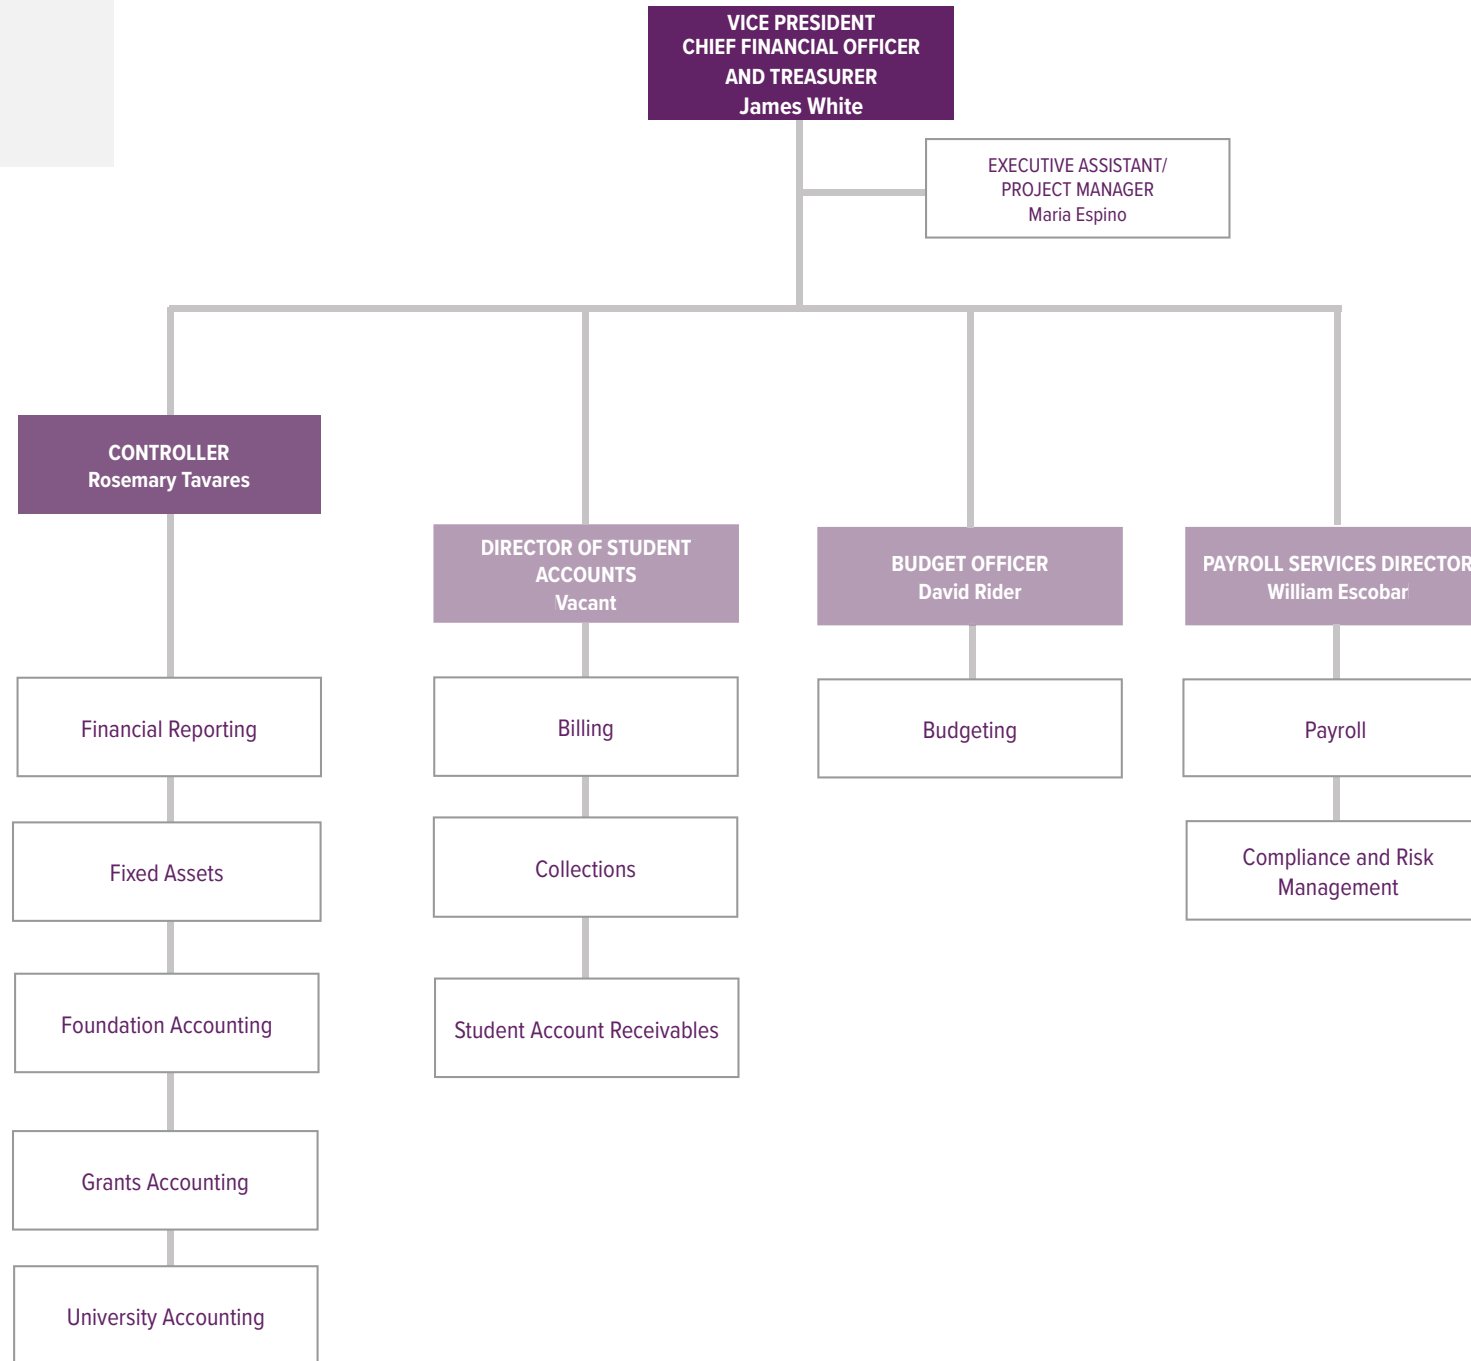 VICE PRESIDENT
CHIEF FINANCIAL OFFICER
AND TREASURER
James White
EXECUTIVE ASSISTANT/
PROJECT MANAGER
Maria Espino
CONTROLLER
Rosemary Tavares
DIRECTOR OF STUDENT
ACCOUNTS
Vacant
BUDGET OFFICER
David Rider
PAYROLL SERVICES DIRECTOR
William Escobar
Financial Reporting
Billing
Budgeting
Payroll
Fixed Assets
Collections
Compliance and Risk
Management
Foundation Accounting
Student Account Receivables
Grants Accounting
University Accounting